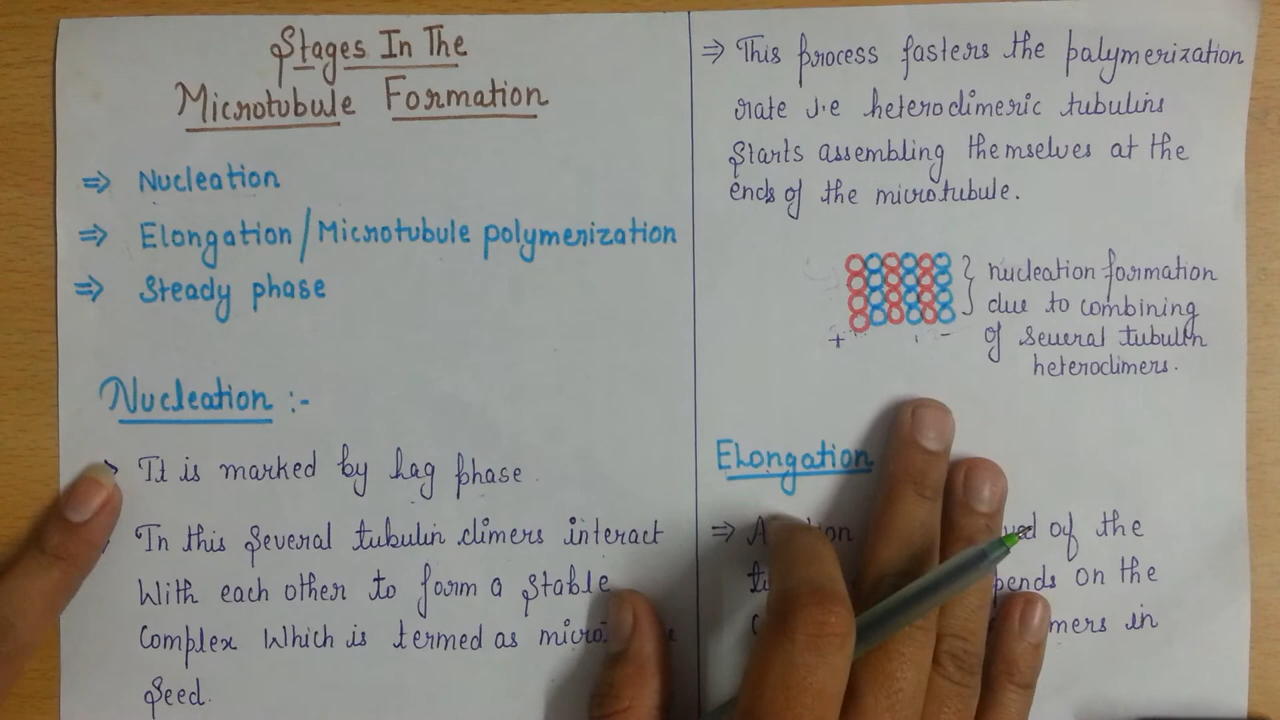 Stages In The
Microtubule Formation
⇒ Nucleation
⇒ Elongation / Microtubule polymerization
⇒ Steady phase
Nucleation :-
It is marked by lag phase.
In this several tubulin dimers interact
With each other to form a stable
Complex Which is termed as
Seed.
⇒ This process fasters the polymerization
rate i.e heterodimeric tubulins
Starts assembling themselves at the
ends of the microtubule.
nucleation formation
due to combining
of several tubulin
heterodimers.
+ -
Elongation
⇒ of the
on the
in